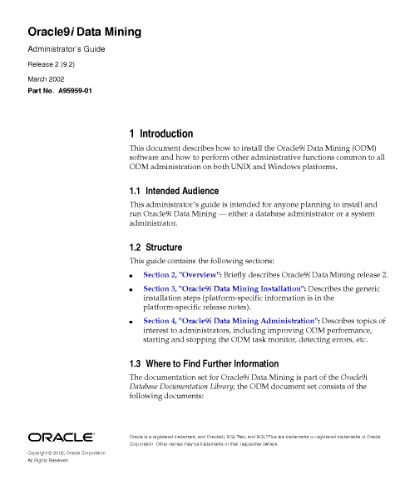 Oracle9i Data Mining
Administrator's Guide
Release 2 (9.2)
March 2002
Part No. A95959-01
1 Introduction
This document describes how to install the Oracle9i Data Mining (ODM)
software and how to perform other administrative functions common to all
ODM administration on both UNIX and Windows platforms.
1.1 Intended Audience
This administrator's guide is intended for anyone planning to install and
run Oracle9i Data Mining — either a database administrator or a system
administrator.
1.2 Structure
This guide contains the following sections:
■ Section 2, "Overview": Briefly describes Oracle9i Data Mining release 2.
■ Section 3, "Oracle9i Data Mining Installation": Describes the generic
installation steps (platform-specific information is in the
platform-specific release notes).
■ Section 4, "Oracle9i Data Mining Administration": Describes topics of
interest to administrators, including improving ODM performance,
starting and stopping the ODM task monitor, detecting errors, etc.
1.3 Where to Find Further Information
The documentation set for Oracle9i Data Mining is part of the Oracle9i
Database Documentation Library; the ODM document set consists of the
following documents:
ORACLE®
Oracle is a registered trademark, and Oracle9i, SQL*Net, and SQL*Plus are trademarks or registered trademarks of Oracle
Corporation. Other names may be trademarks of their respective owners.
Copyright © 2002, Oracle Corporation
All Rights Reserved